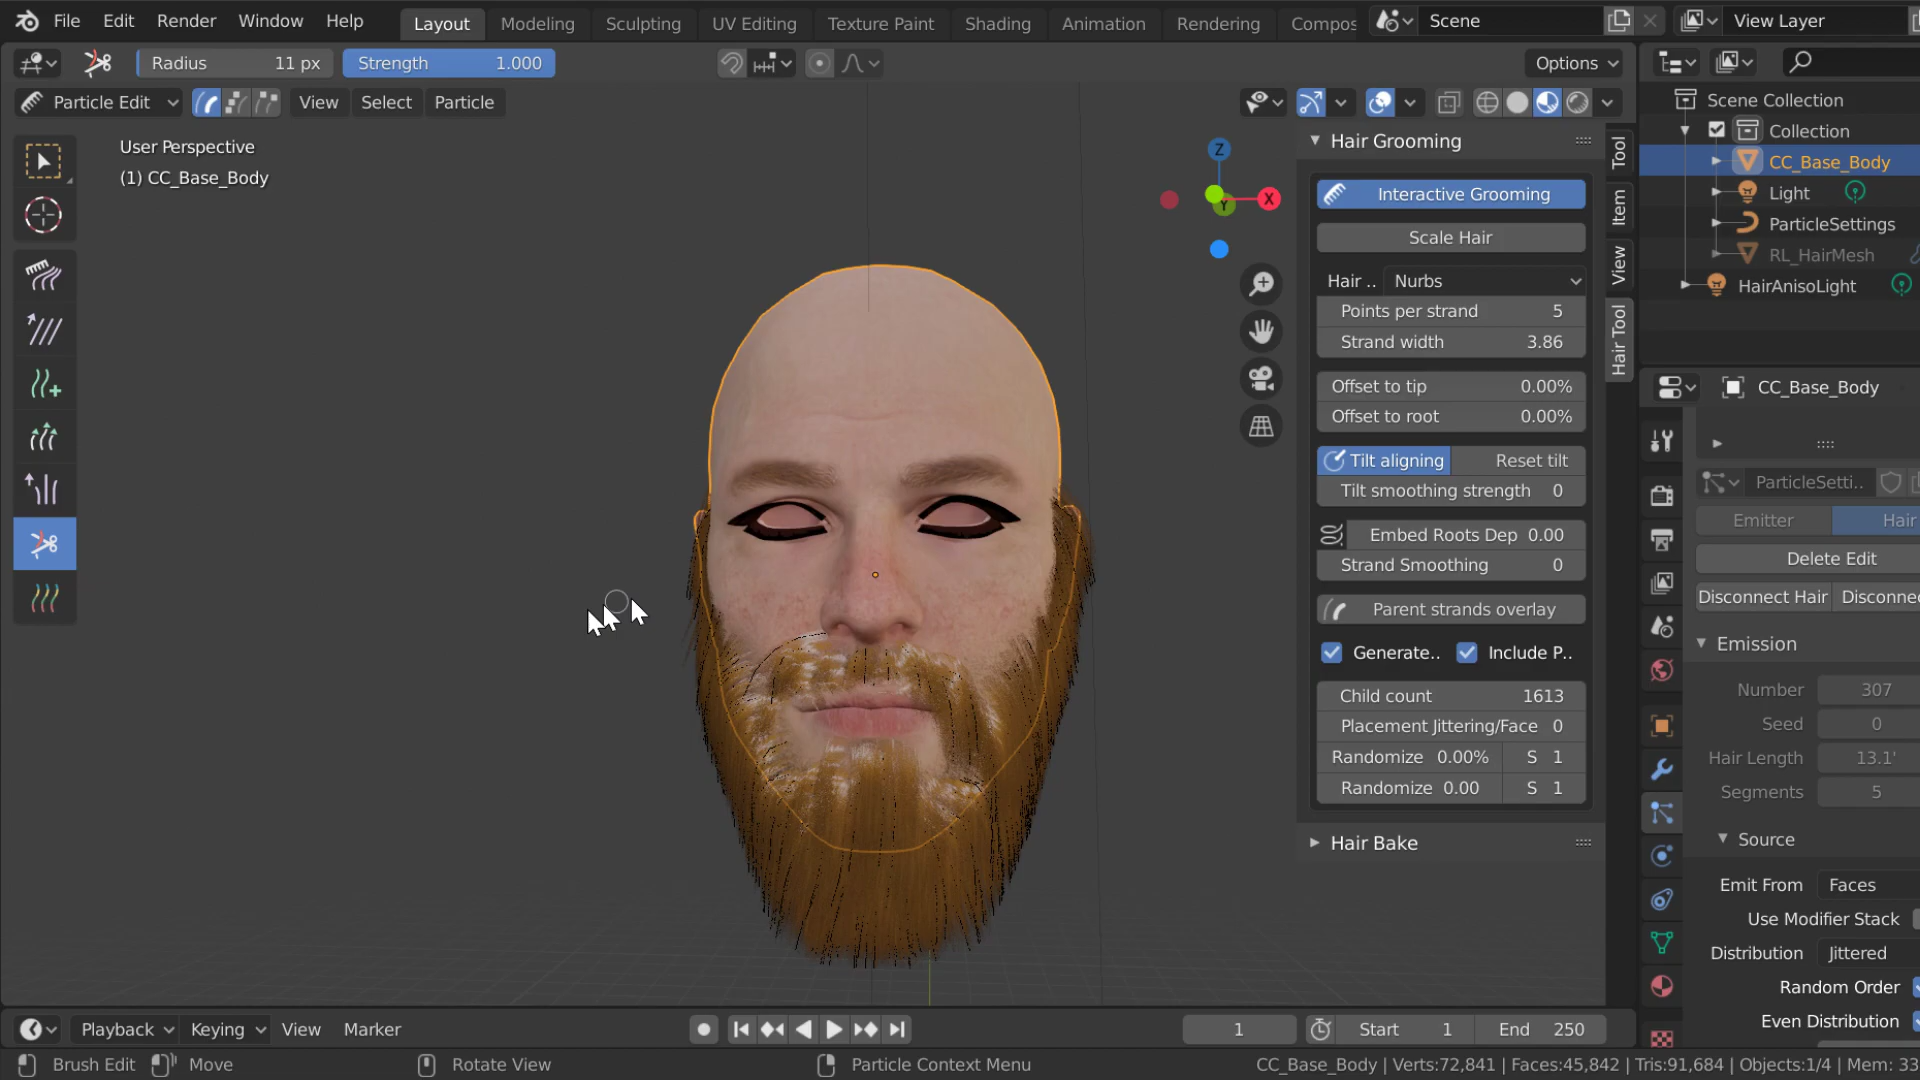 File Edit Render Window Help Layout Modeling Sculpting UV Editing Texture Paint Shading Animation Rendering Compos Scene View Layer
Radius 11 px Strength 1.000 Options
Particle Edit View Select Particle
User Perspective
(1) CC_Base_Body
Z
Y
X
Hair Grooming
Interactive Grooming
Scale Hair
Hair .. Nurbs
Points per strand 5
Strand width 3.86
Offset to tip 0.00%
Offset to root 0.00%
Tilt aligning Reset tilt
Tilt smoothing strength 0
Embed Roots Dep 0.00
Strand Smoothing 0
Parent strands overlay
Generate.. Include P..
Child count 1613
Placement Jittering/Face 0
Randomize 0.00% S 1
Randomize 0.00 S 1
Hair Bake
Tool
Item
View
Hair Tool
Scene Collection
Collection
CC_Base_Body
Light
ParticleSettings
RL_HairMesh
HairAnisoLight
CC_Base_Body
ParticleSetti..
Emitter Hair
Delete Edit
Disconnect Hair Disconnec
Emission
Number 307
Seed 0
Hair Length 13.1'
Segments 5
Source
Emit From Faces
Use Modifier Stack
Distribution Jittered
Random Order
Even Distribution
Playback Keying View Marker 1 Start 1 End 250
Brush Edit Move Rotate View Particle Context Menu CC_Base_Body | Verts:72,841 | Faces:45,842 | Tris:91,684 | Objects:1/4 | Mem: 33